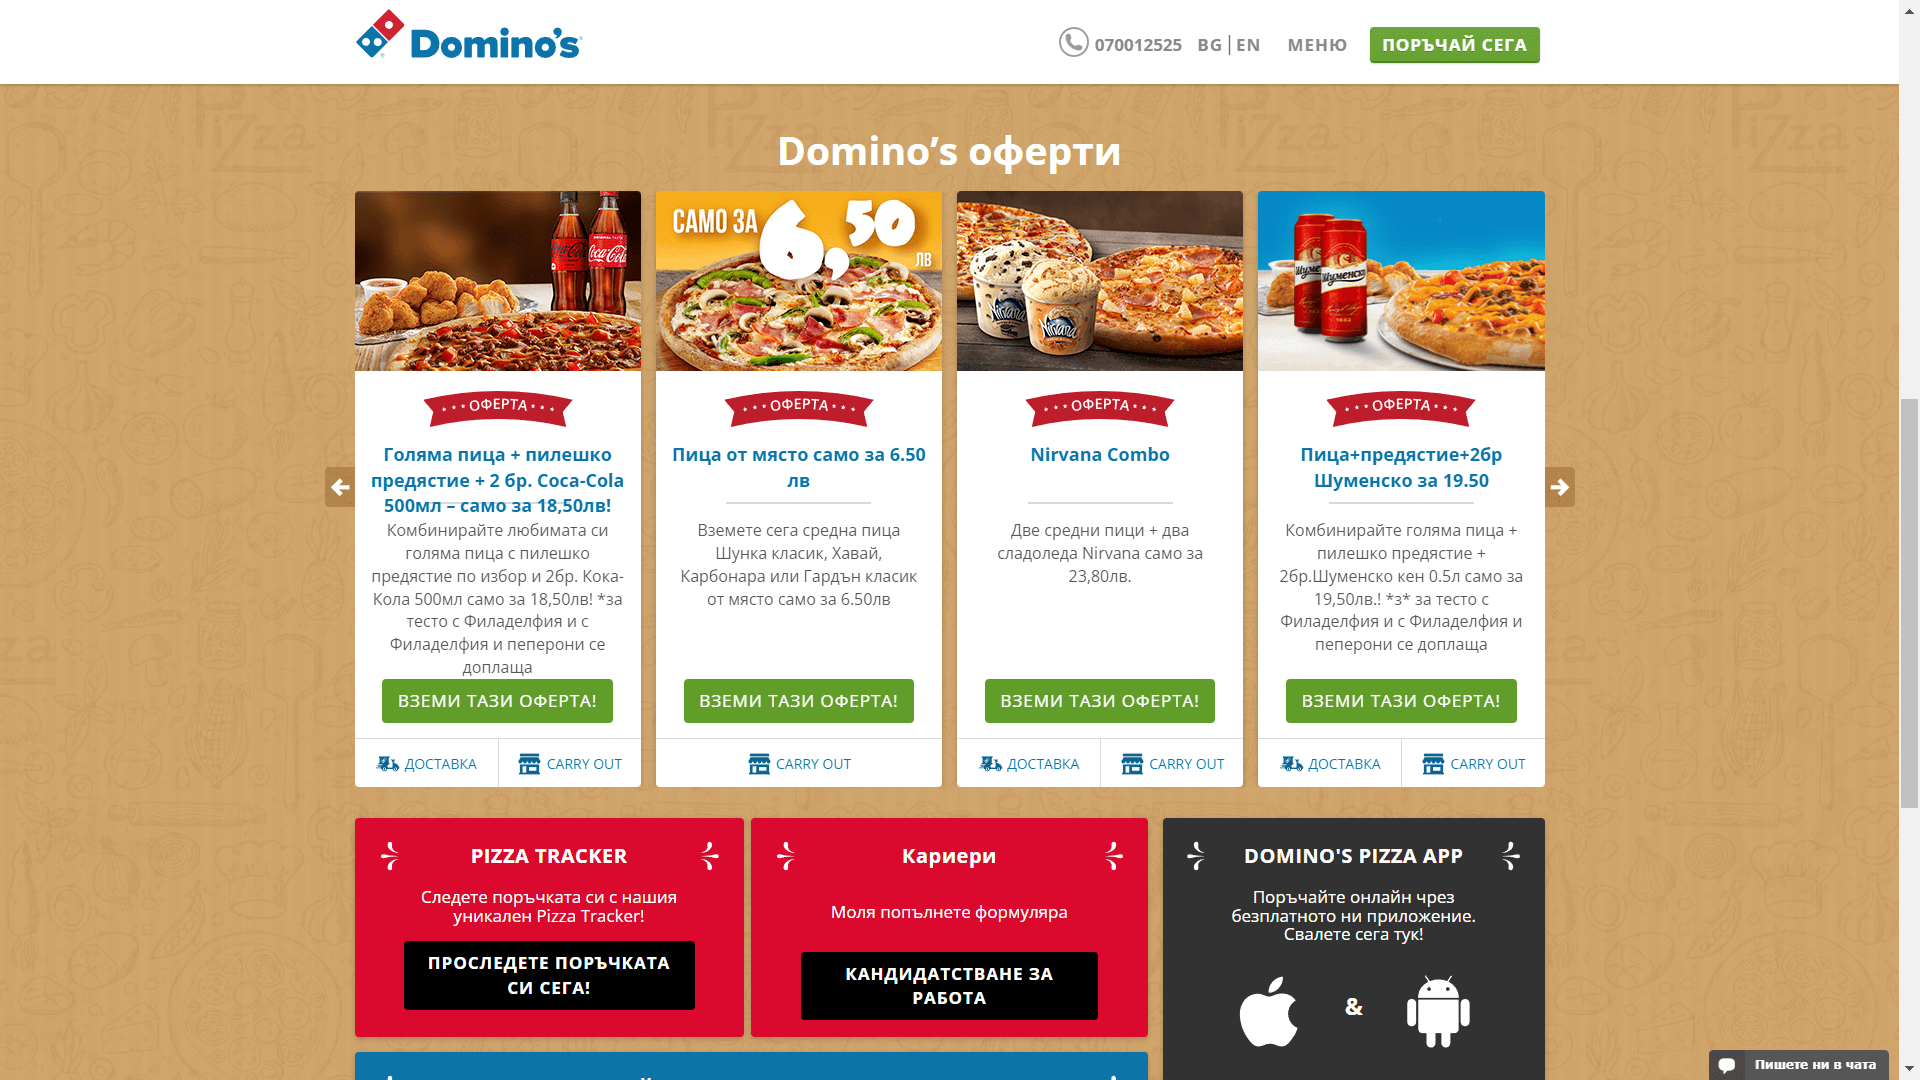 Domino's
070012525
BG
EN
МЕНЮ
ПОРЪЧАЙ СЕГА
Domino's оферти
САМО ЗА 6,50 ЛВ
ОФЕРТА
Голяма пица + пилешко
предястие + 2 бр. Coca-Cola
500мл – само за 18,50лв!
Комбинирайте любимата си
голяма пица с пилешко
предястие по избор и 2бр. Кока-
Кола 500мл само за 18,50лв! *за
тесто с Филаделфия и с
Филаделфия и пеперони се
доплаща
ВЗЕМИ ТАЗИ ОФЕРТА!
ДОСТАВКА
CARRY OUT
ОФЕРТА
Пица от място само за 6.50
лв
Вземете сега средна пица
Шунка класик, Хавай,
Карбонара или Гардън класик
от място само за 6.50лв
ВЗЕМИ ТАЗИ ОФЕРТА!
CARRY OUT
Nirvana
Nirvana
ОФЕРТА
Nirvana Combo
Две средни пици + два
сладоледа Nirvana само за
23,80лв.
ВЗЕМИ ТАЗИ ОФЕРТА!
ДОСТАВКА
CARRY OUT
Шуменско
ОФЕРТА
Пица+предястие+2бр
Шуменско за 19.50
Комбинирайте голяма пица +
пилешко предястие +
2бр.Шуменско кен 0.5л само за
19,50лв.! *з* за тесто с
Филаделфия и с Филаделфия и
пеперони се доплаща
ВЗЕМИ ТАЗИ ОФЕРТА!
ДОСТАВКА
CARRY OUT
PIZZA TRACKER
Следете поръчката си с нашия
уникален Pizza Tracker!
ПРОСЛЕДЕТЕ ПОРЪЧКАТА
СИ СЕГА!
Кариери
Моля попълнете формуляра
КАНДИДАТСТВАНЕ ЗА
РАБОТА
DOMINO'S PIZZA APP
Поръчайте онлайн чрез
безплатното ни приложение.
Свалете сега тук!
&
Пишете ни в чата